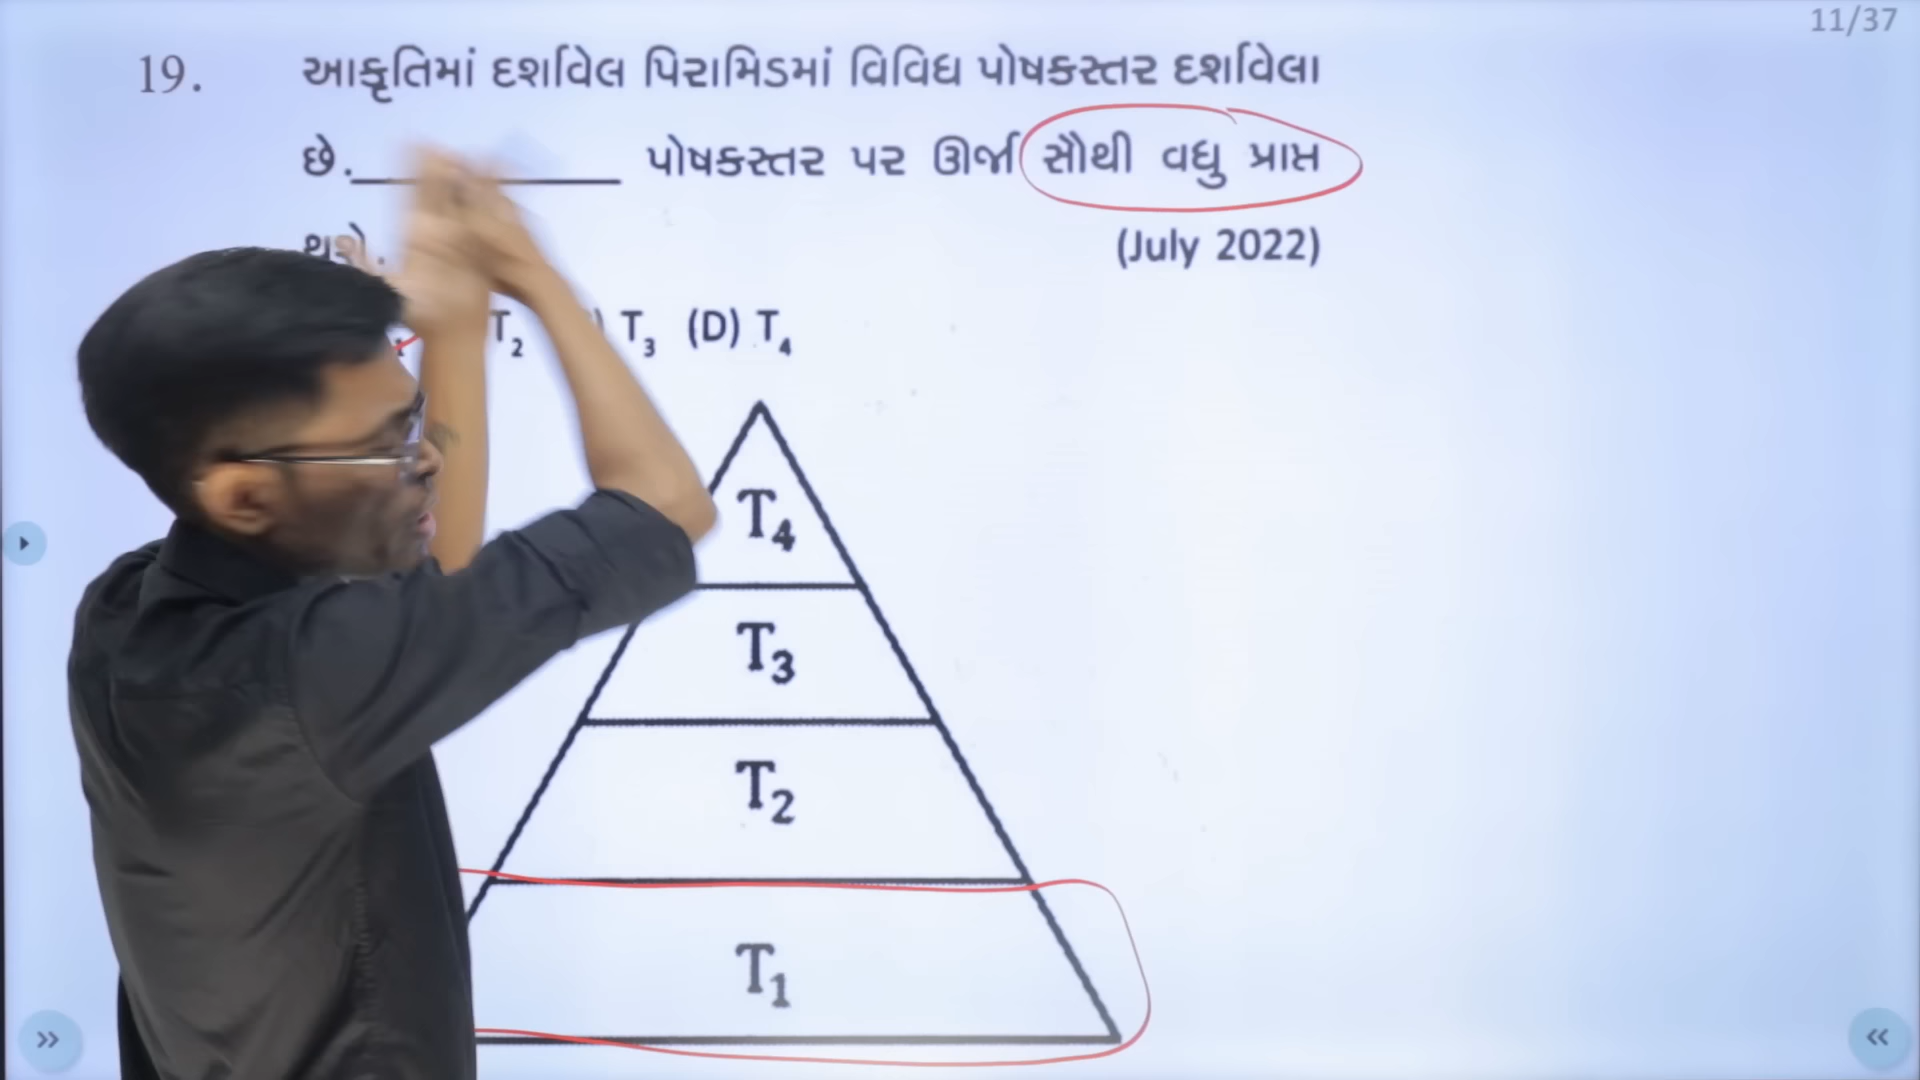 11/37
19. આકૃતિમાં દર્શાવેલ પિરામિડમાં વિવિધ પોષકસ્તર દર્શાવેલા
છે.__________ પોષકસ્તર પર ઊર્જા સૌથી વધુ પ્રાપ્ત
થશે. (July 2022)
T₂ T₃ (D) T₄
T₄
T₃
T₂
T₁